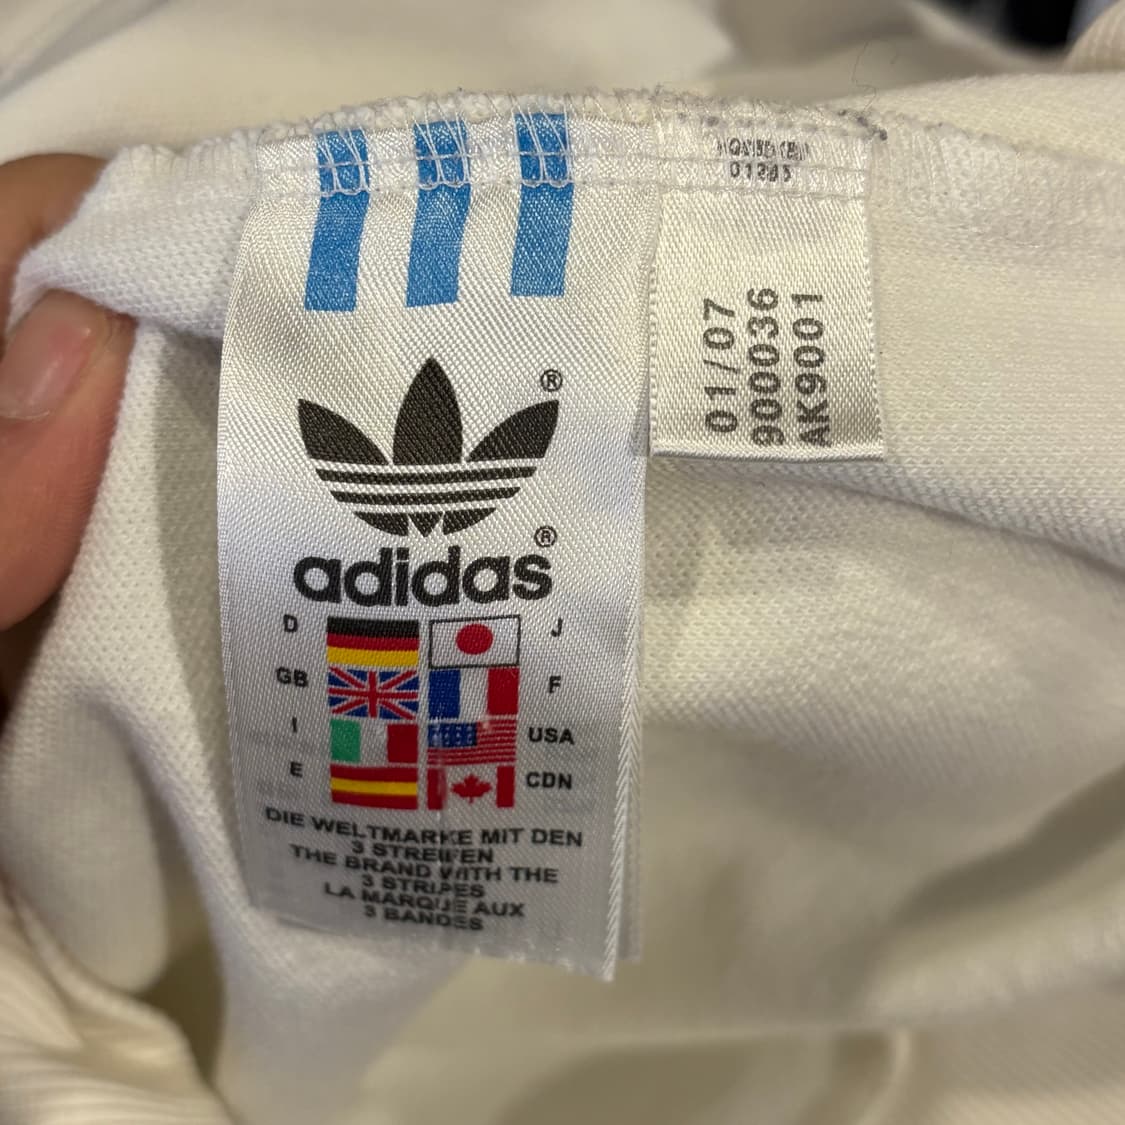 ®
®
adidas
D
J
GB
F
I
USA
E
CDN
DIE WELTMARKE MIT DEN
3 STREIFEN
THE BRAND WITH THE
3 STRIPES
LA MARQUE AUX
3 BANDES
01/07
900036
AK9001